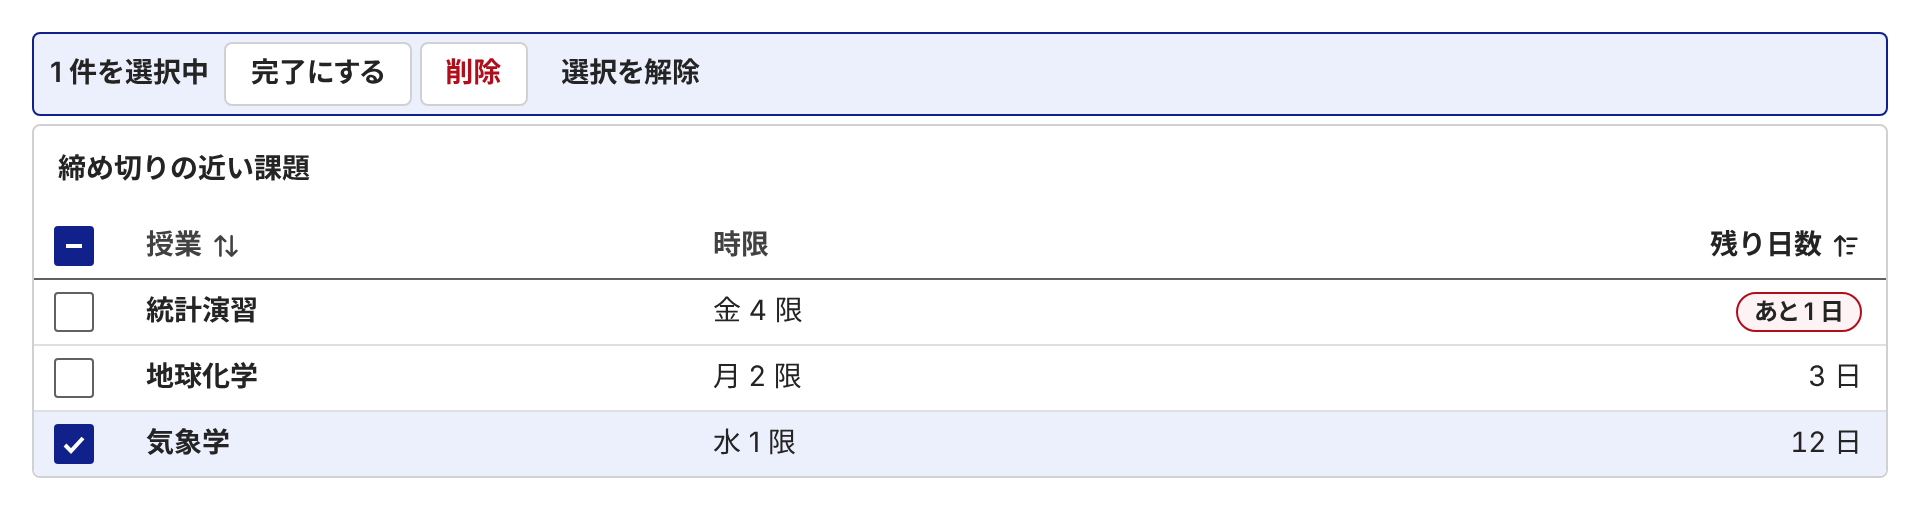 1 件を選択中 完了にする 削除 選択を解除
締め切りの近い課題
授業 時限 残り日数
統計演習 金 4 限 あと 1 日
地球化学 月 2 限 3 日
気象学 水 1 限 12 日